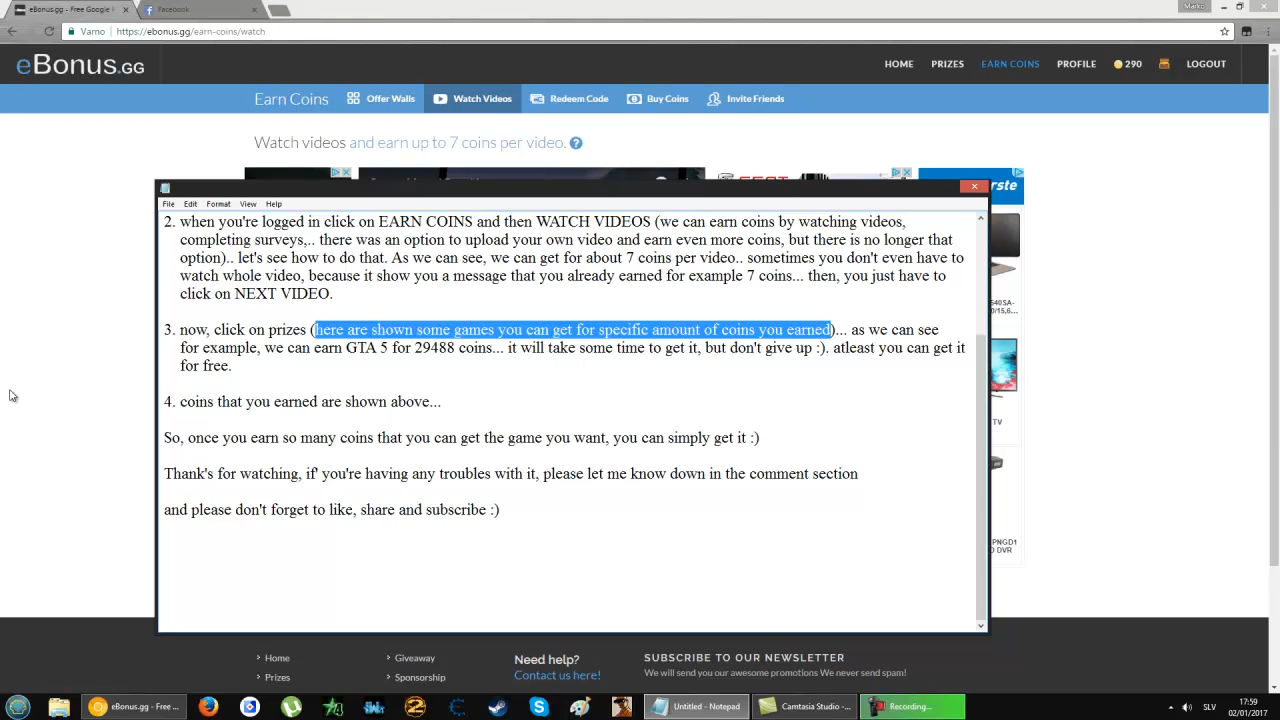 eBonus.gg - Free Google
Facebook
Marko
Varno
https://ebonus.gg/earn-coins/watch
eBonus.GG
HOME PRIZES EARN COINS PROFILE 290 LOGOUT
Earn Coins Offer Walls Watch Videos Redeem Code Buy Coins Invite Friends
Watch videos and earn up to 7 coins per video.
File Edit Format View Help
2. when you're logged in click on EARN COINS and then WATCH VIDEOS (we can earn coins by watching videos,
completing surveys,.. there was an option to upload your own video and earn even more coins, but there is no longer that
option).. let's see how to do that. As we can see, we can get for about 7 coins per video.. sometimes you don't even have to
watch whole video, because it show you a message that you already earned for example 7 coins... then, you just have to
click on NEXT VIDEO.
3. now, click on prizes (here are shown some games you can get for specific amount of coins you earned)... as we can see
for example, we can earn GTA 5 for 29488 coins... it will take some time to get it, but don't give up :). atleast you can get it
for free.
4. coins that you earned are shown above...
So, once you earn so many coins that you can get the game you want, you can simply get it :)
Thank's for watching, if' you're having any troubles with it, please let me know down in the comment section
and please don't forget to like, share and subscribe :)
rste
540SA-
TV
PNGD1
DVR
Home
Prizes
Giveaway
Sponsorship
Need help?
Contact us here!
SUBSCRIBE TO OUR NEWSLETTER
We will send you our awesome promotions We never send spam!
eBonus.gg - Free ...
Untitled - Notepad
Camtasia Studio -...
Recording...
SLV
17:59
02/01/2017